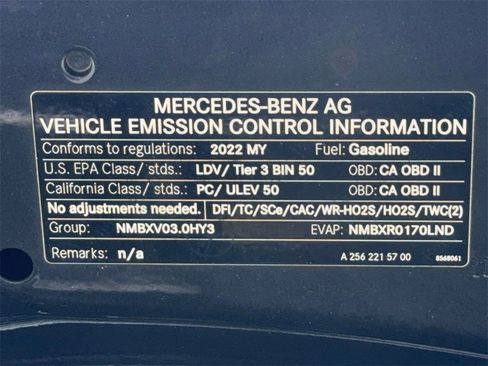 MERCEDES-BENZ AG
VEHICLE EMISSION CONTROL INFORMATION
Conforms to regulations: 2022 MY Fuel: Gasoline
U.S. EPA Class/ stds.: LDV/ Tier 3 BIN 50 OBD: CA OBD II
California Class/ stds.: PC/ ULEV 50 OBD: CA OBD II
No adjustments needed. DFI/TC/SCe/CAC/WR-HO2S/HO2S/TWC(2)
Group: NMBXV03.0HY3 EVAP: NMBXR0170LND
Remarks: n/a A 256 221 57 00 8568061